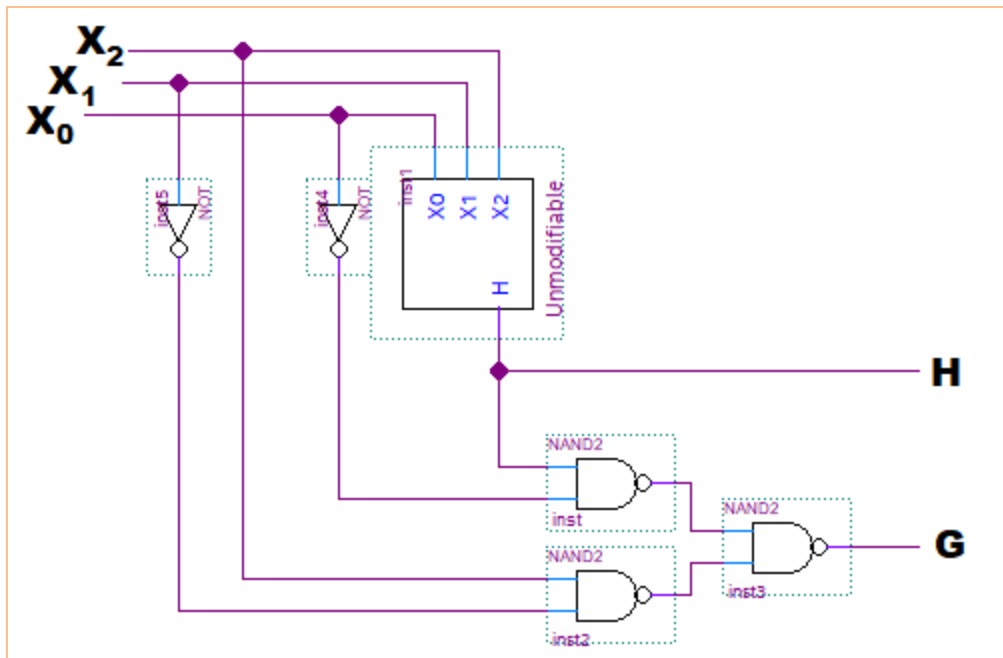 X₂
X₁
X₀
inst5
NOT
inst4
NOT
inst1
X0
X1
X2
H
Unmodifiable
H
NAND2
inst
NAND2
inst3
G
NAND2
inst2